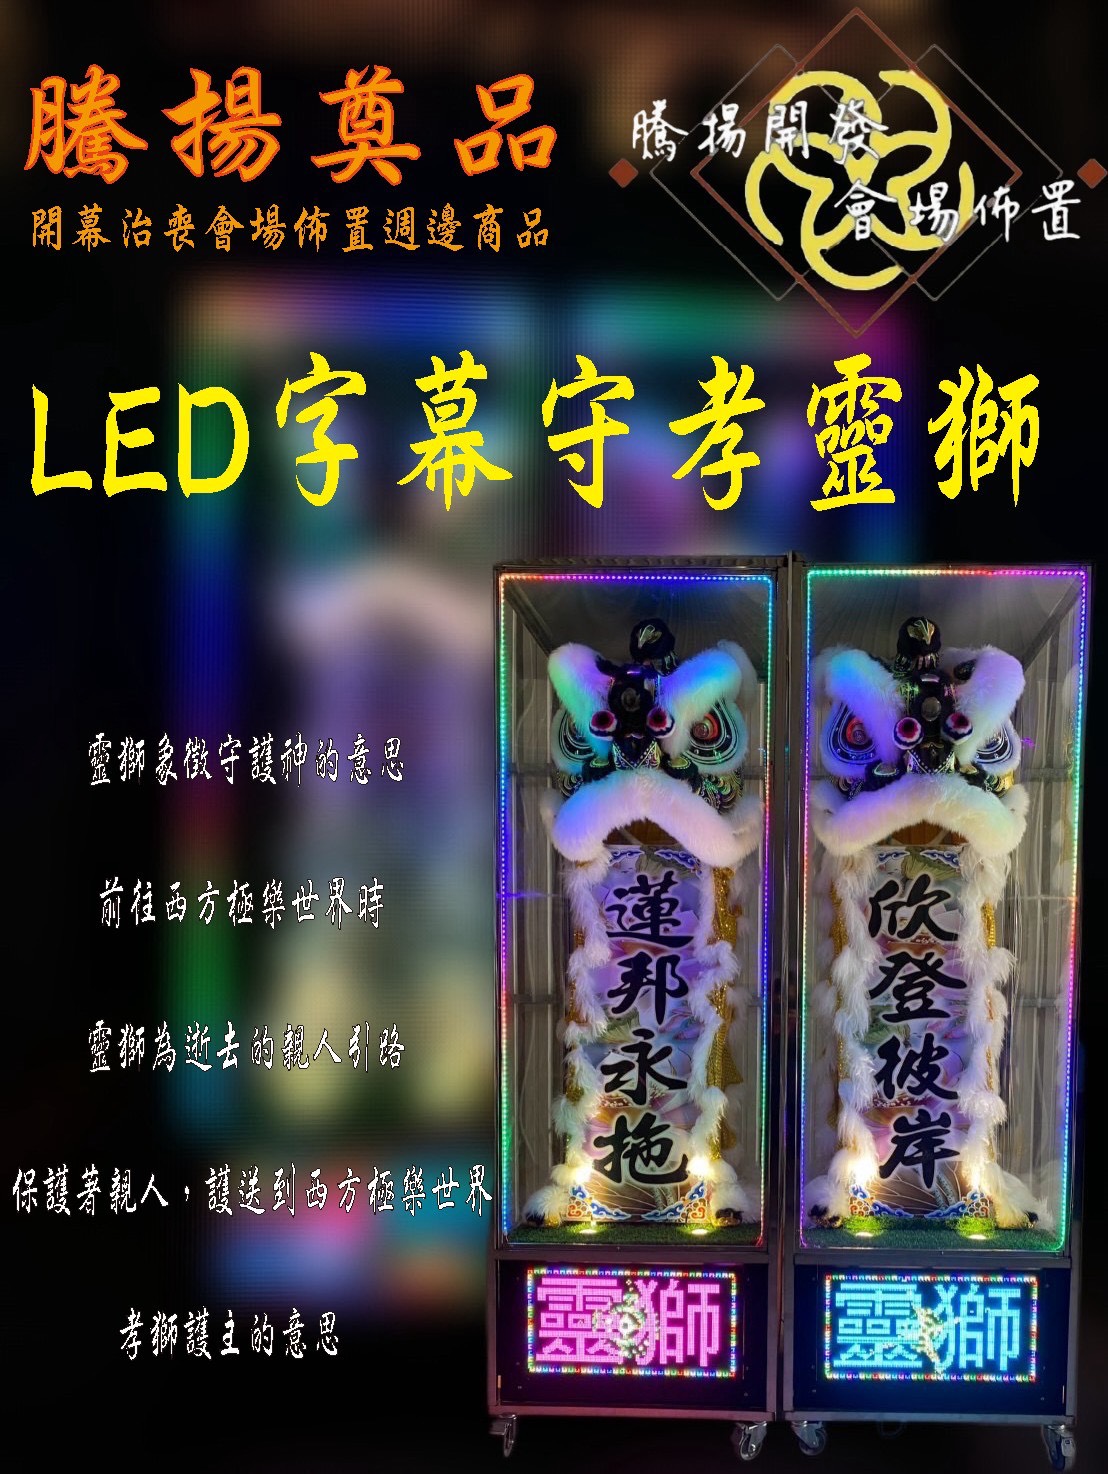 騰揚奠品
開幕治喪會場佈置週邊商品
騰揚開發
會場佈置
LED字幕守孝靈獅
靈獅象徵守護神的意思
前往西方極樂世界時
靈獅為逝去的親人引路
保護著親人，護送到西方極樂世界
孝獅護主的意思
蓮邦永拖
欣登彼岸
靈獅
靈獅